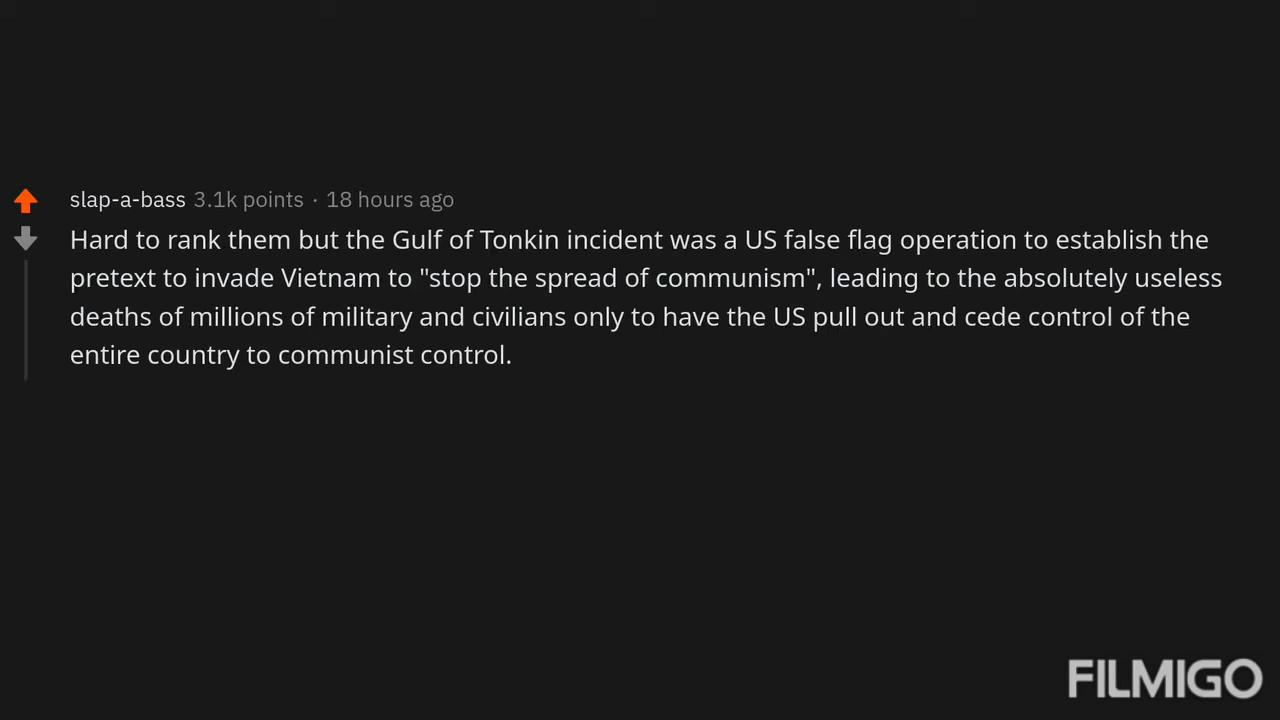 slap-a-bass 3.1k points · 18 hours ago
Hard to rank them but the Gulf of Tonkin incident was a US false flag operation to establish the
pretext to invade Vietnam to "stop the spread of communism", leading to the absolutely useless
deaths of millions of military and civilians only to have the US pull out and cede control of the
entire country to communist control.
FILMIGO